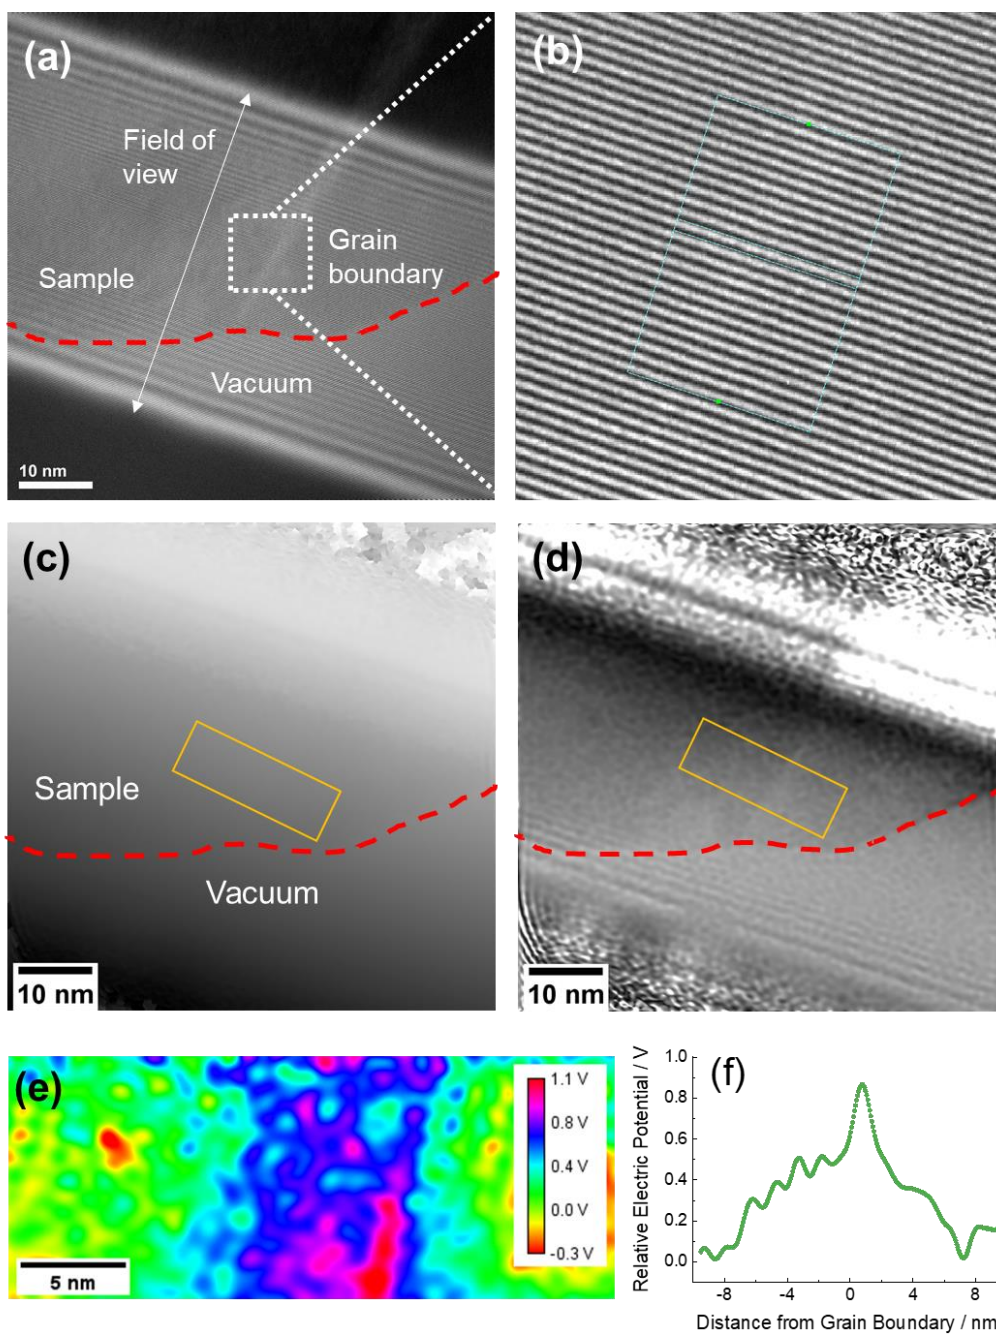 (a)
Field of
view
Grain
boundary
Sample
Vacuum
10 nm
(b)
(c)
Sample
Vacuum
10 nm
(d)
10 nm
(e)
1.1 V
0.8 V
0.4 V
0.0 V
-0.3 V
5 nm
(f)
Relative Electric Potential / V
1.0
0.8
0.6
0.4
0.2
0.0
-8 -4 0 4 8
Distance from Grain Boundary / nm